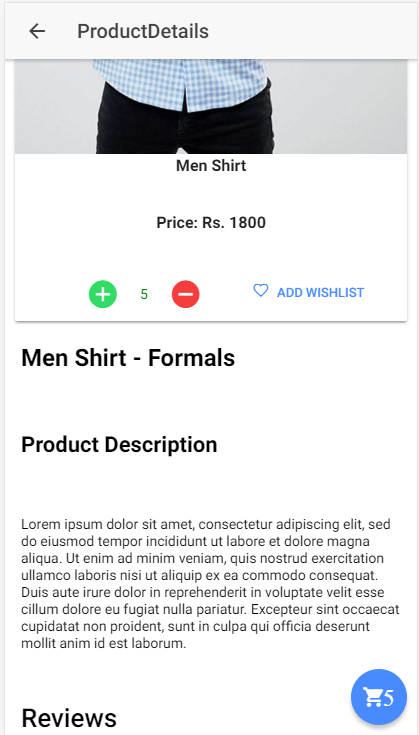 ProductDetails
Men Shirt
Price: Rs. 1800
5
ADD WISHLIST
Men Shirt - Formals
Product Description
Lorem ipsum dolor sit amet, consectetur adipiscing elit, sed
do eiusmod tempor incididunt ut labore et dolore magna
aliqua. Ut enim ad minim veniam, quis nostrud exercitation
ullamco laboris nisi ut aliquip ex ea commodo consequat.
Duis aute irure dolor in reprehenderit in voluptate velit esse
cillum dolore eu fugiat nulla pariatur. Excepteur sint occaecat
cupidatat non proident, sunt in culpa qui officia deserunt
mollit anim id est laborum.
5
Reviews